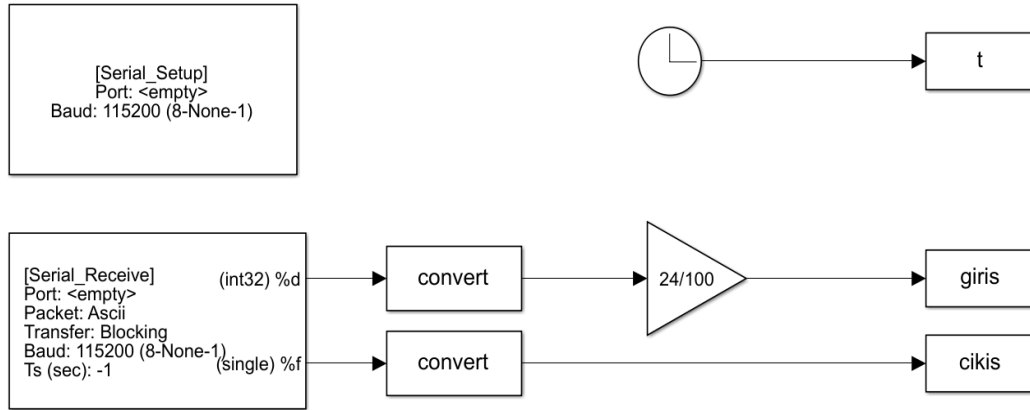 [Serial_Setup]
Port: <empty>
Baud: 115200 (8-None-1)
t
[Serial_Receive]
Port: <empty>
Packet: Ascii
Transfer: Blocking
Baud: 115200 (8-None-1)
Ts (sec): -1
(int32) %d
convert
24/100
giris
(single) %f
convert
cikis